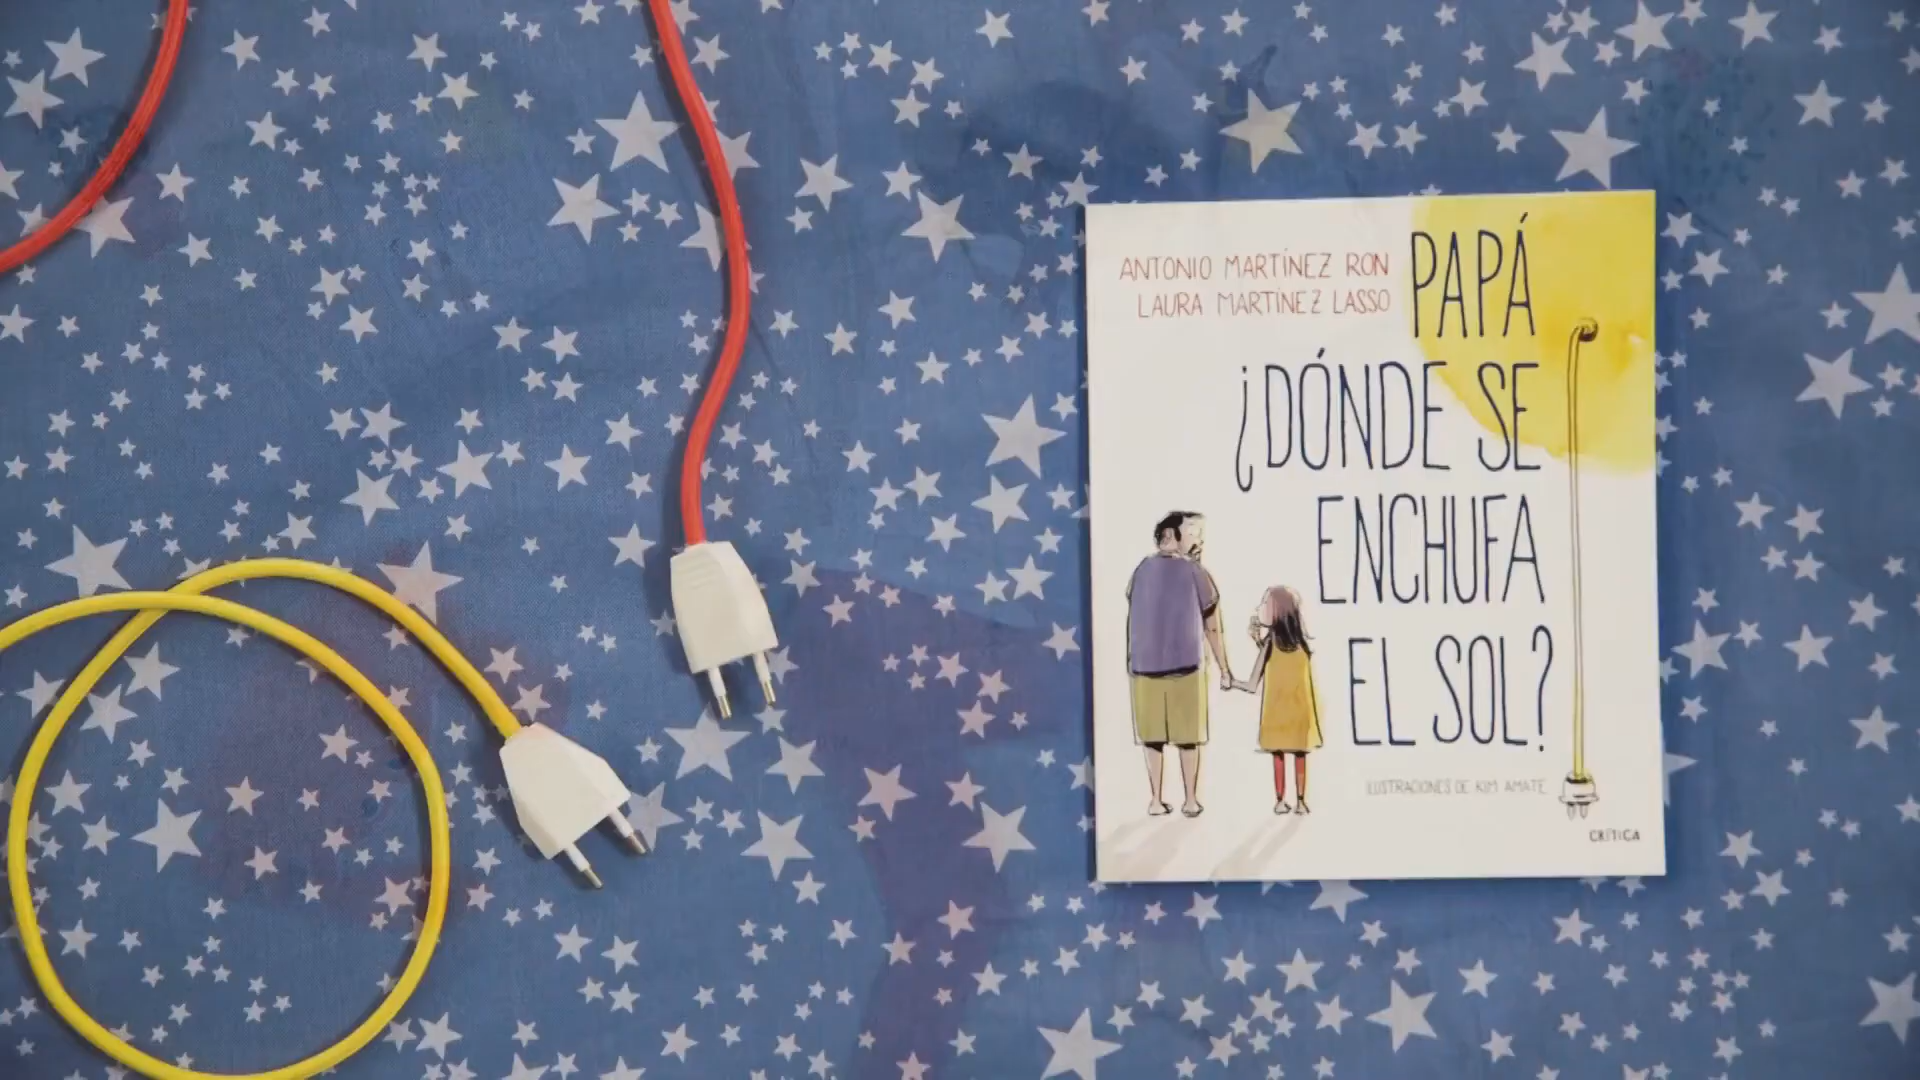 ANTONIO MARTÍNEZ RON
LAURA MARTÍNEZ LASSO
PAPÁ
¿DÓNDE SE
ENCHUFA
EL SOL?
ILUSTRACIONES DE KIM AMATE
CRÍTICA